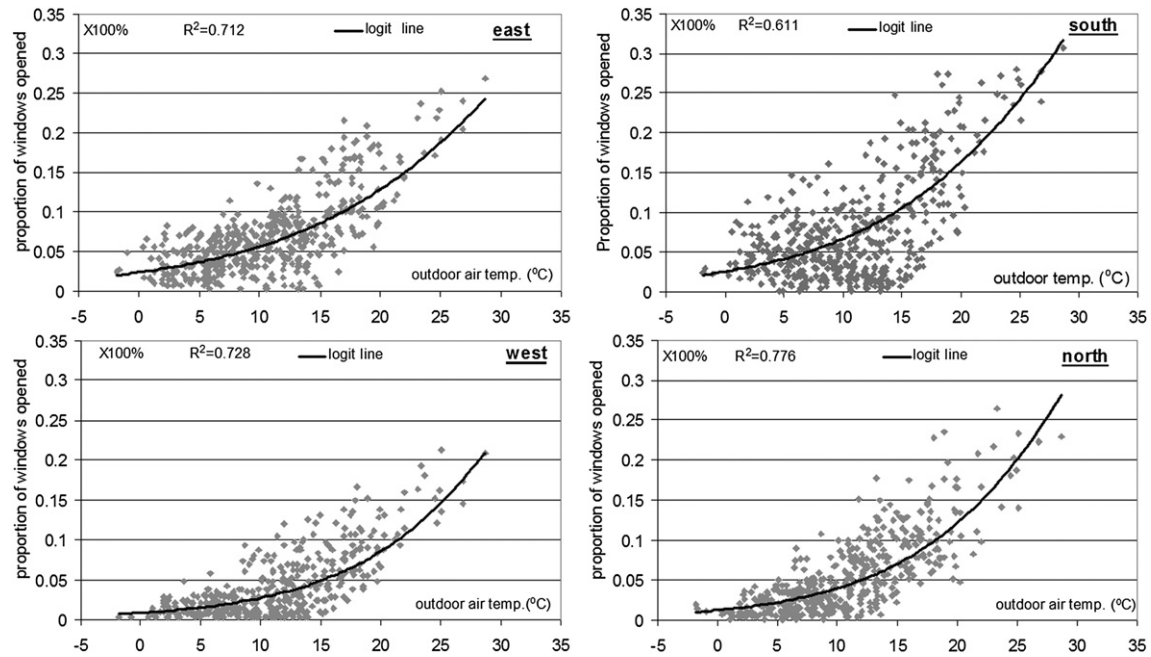 0.35
X100% R²=0.712 logit line east
0.3
0.25
0.2
0.15
0.1
0.05
0
proportion of windows opened
outdoor air temp. (⁰C)
-5 0 5 10 15 20 25 30 35
0.35
X100% R²=0.611 logit line south
0.3
0.25
0.2
0.15
0.1
0.05
0
Proportion of windows opened
outdoor temp. (⁰C)
-5 0 5 10 15 20 25 30 35
0.35
X100% R²=0.728 logit line west
0.3
0.25
0.2
0.15
0.1
0.05
0
proportion of windows opened
outdoor air temp.(⁰C)
-5 0 5 10 15 20 25 30 35
0.35
X100% R²=0.776 logit line north
0.3
0.25
0.2
0.15
0.1
0.05
0
proportion of windows opened
outdoor air temp. (⁰C)
-5 0 5 10 15 20 25 30 35